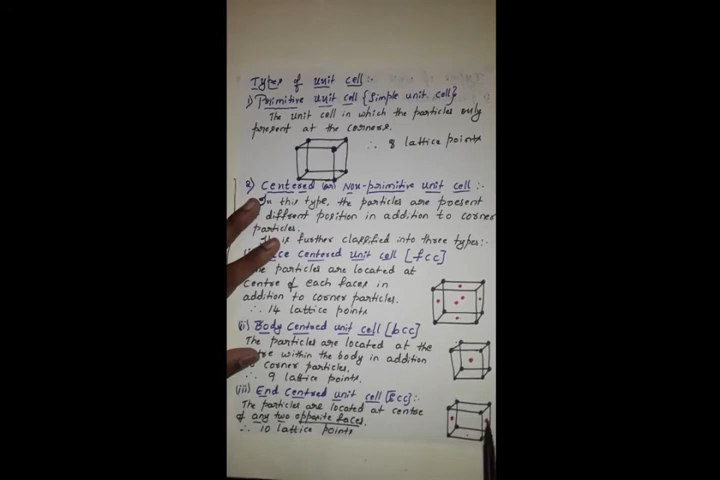 Types of unit cell :-
1) Primitive unit cell {Simple unit cell}
The unit cell in which the particles only
present at the corners.
∴ 8 lattice points
2) Centered (or) Non-primitive unit cell :-
In this type, the particles are present
diffrent position in addition to corner
particles.
is further classified into three types:-
centered unit cell [fcc]
particles are located at
centre of each faces in
addition to corner particles.
∴ 14 lattice points
(ii) Body centred unit cell [bcc]
The particles are located at the
within the body in addition
corner particles.
∴ 9 lattice points.
(iii) End centred unit cell [Ecc]:-
The particles are located at centre
of any two opposite faces.
∴ 10 lattice points